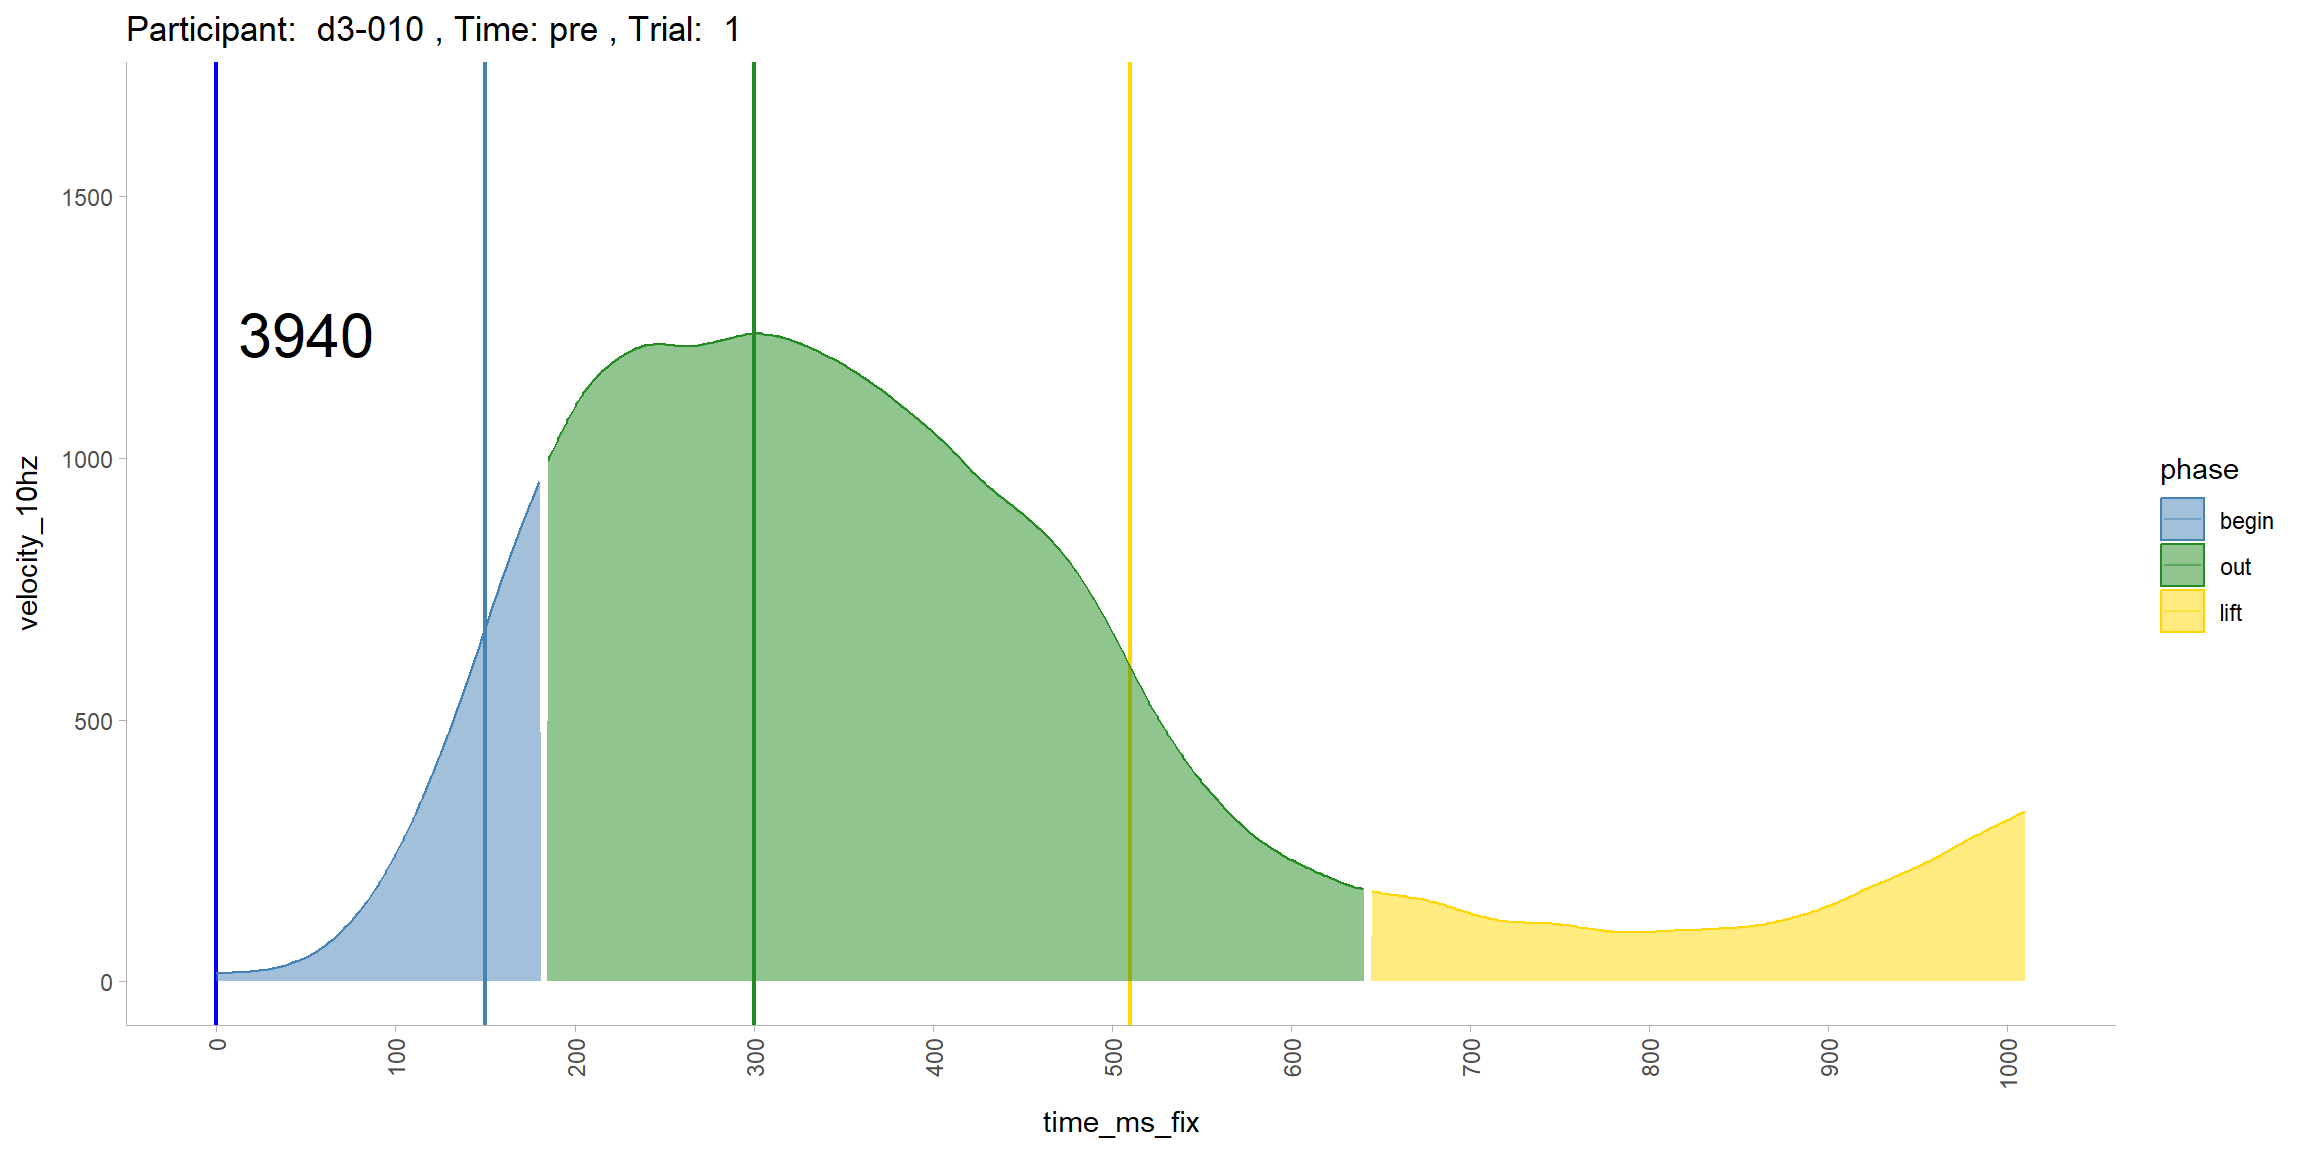 Participant:  d3-010 , Time: pre , Trial:  1
3940
velocity_10hz
1500
1000
500
0
0
100
200
300
400
500
600
700
800
900
1000
time_ms_fix
phase
begin
out
lift